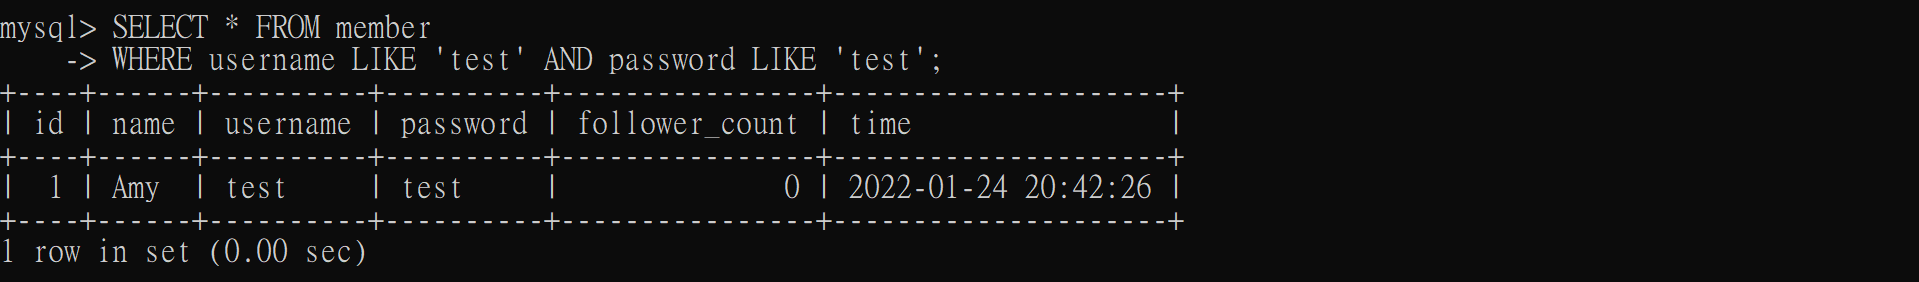 mysql> SELECT * FROM member
    -> WHERE username LIKE 'test' AND password LIKE 'test';
+----+------+----------+----------+----------------+---------------------+
| id | name | username | password | follower_count | time                |
+----+------+----------+----------+----------------+---------------------+
|  1 | Amy  | test     | test     |              0 | 2022-01-24 20:42:26 |
+----+------+----------+----------+----------------+---------------------+
1 row in set (0.00 sec)